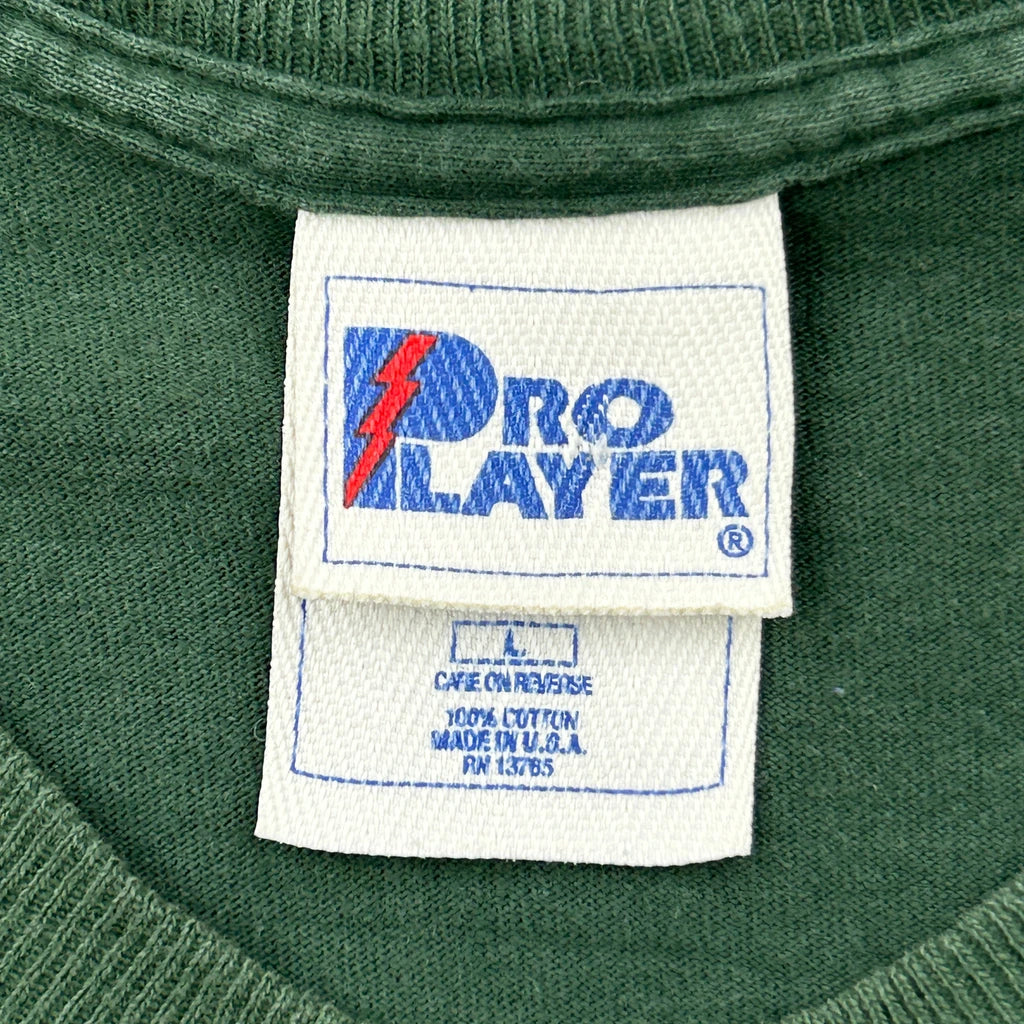 PRO
PLAYER
®
L
CARE ON REVERSE
100% COTTON
MADE IN U.S.A.
RN 13765